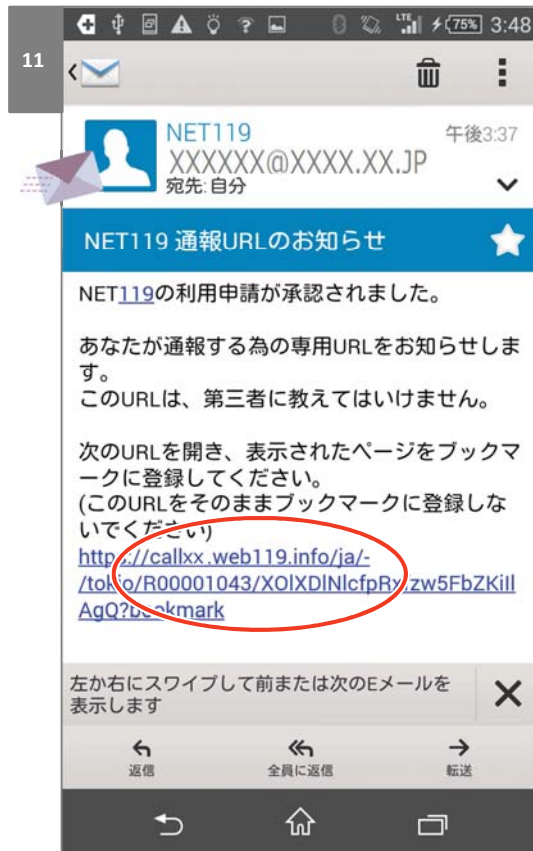 LTE 75% 3:48
11
NET119 午後3:37
XXXXXX@XXXX.XX.JP
宛先: 自分
NET119 通報URLのお知らせ
NET119の利用申請が承認されました。
あなたが通報する為の専用URLをお知らせしま
す。
このURLは、第三者に教えてはいけません。
次のURLを開き、表示されたページをブックマ
ークに登録してください。
(このURLをそのままブックマークに登録しな
いでください)
https://callxx.web119.info/ja/-
AgQ?bookmark
左か右にスワイプして前または次のEメールを
表示します
返信 全員に返信 転送